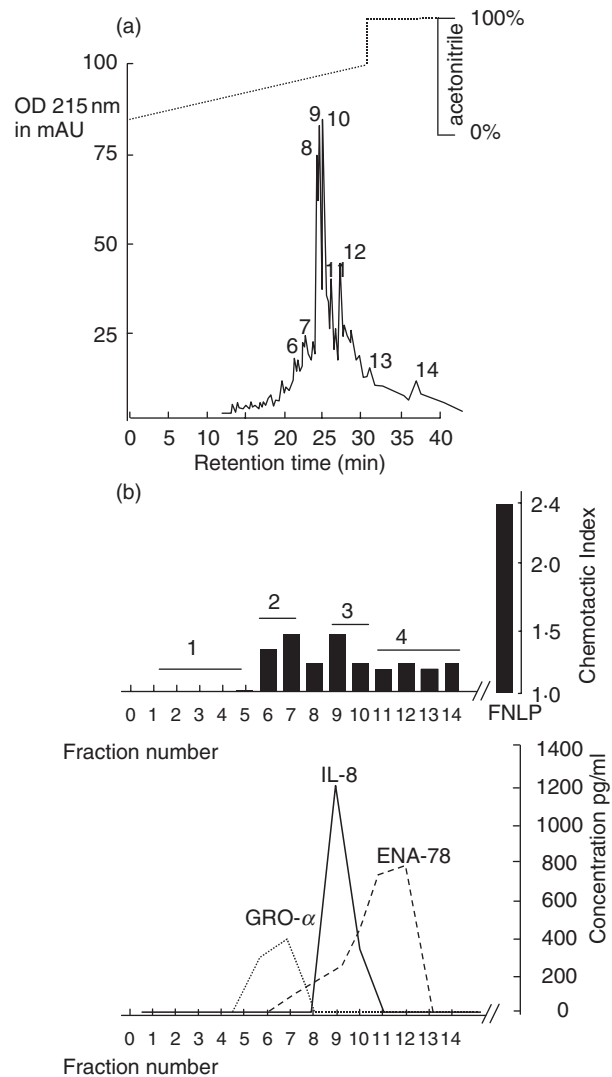 (a)
100%
acetonitrile
0%
OD 215 nm
in mAU
100
75
50
25
6 7 8 9 10 11 12 13 14
0 5 10 15 20 25 30 35 40
Retention time (min)
(b)
1 2 3 4
2·4
2·0
1·5
1·0
Chemotactic Index
FNLP
0 1 2 3 4 5 6 7 8 9 10 11 12 13 14
Fraction number
GRO-α
IL-8
ENA-78
1400
1200
1000
800
600
400
200
0
Concentration pg/ml
0 1 2 3 4 5 6 7 8 9 10 11 12 13 14
Fraction number